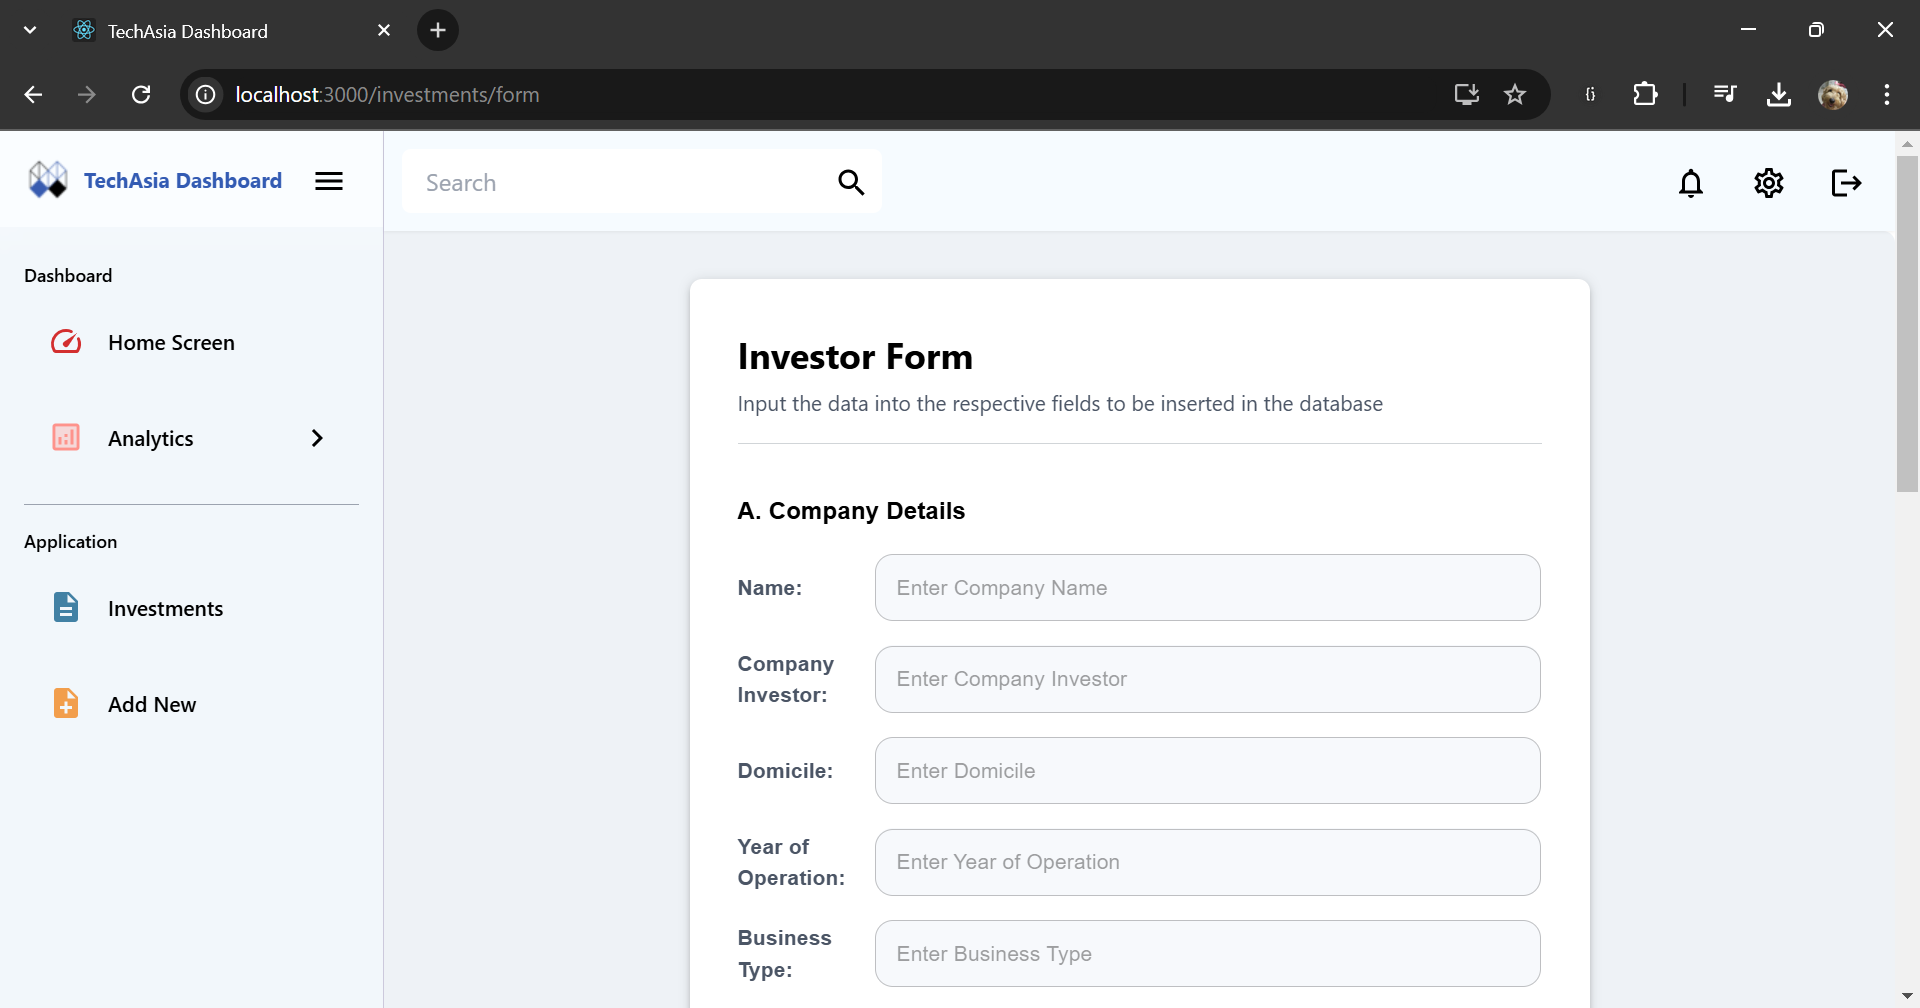 TechAsia Dashboard
localhost:3000/investments/form
{}
TechAsia Dashboard
Search
Dashboard
Home Screen
Analytics
Application
Investments
Add New
Investor Form
Input the data into the respective fields to be inserted in the database
A. Company Details
Name:
Enter Company Name
Company
Investor:
Enter Company Investor
Domicile:
Enter Domicile
Year of
Operation:
Enter Year of Operation
Business
Type:
Enter Business Type